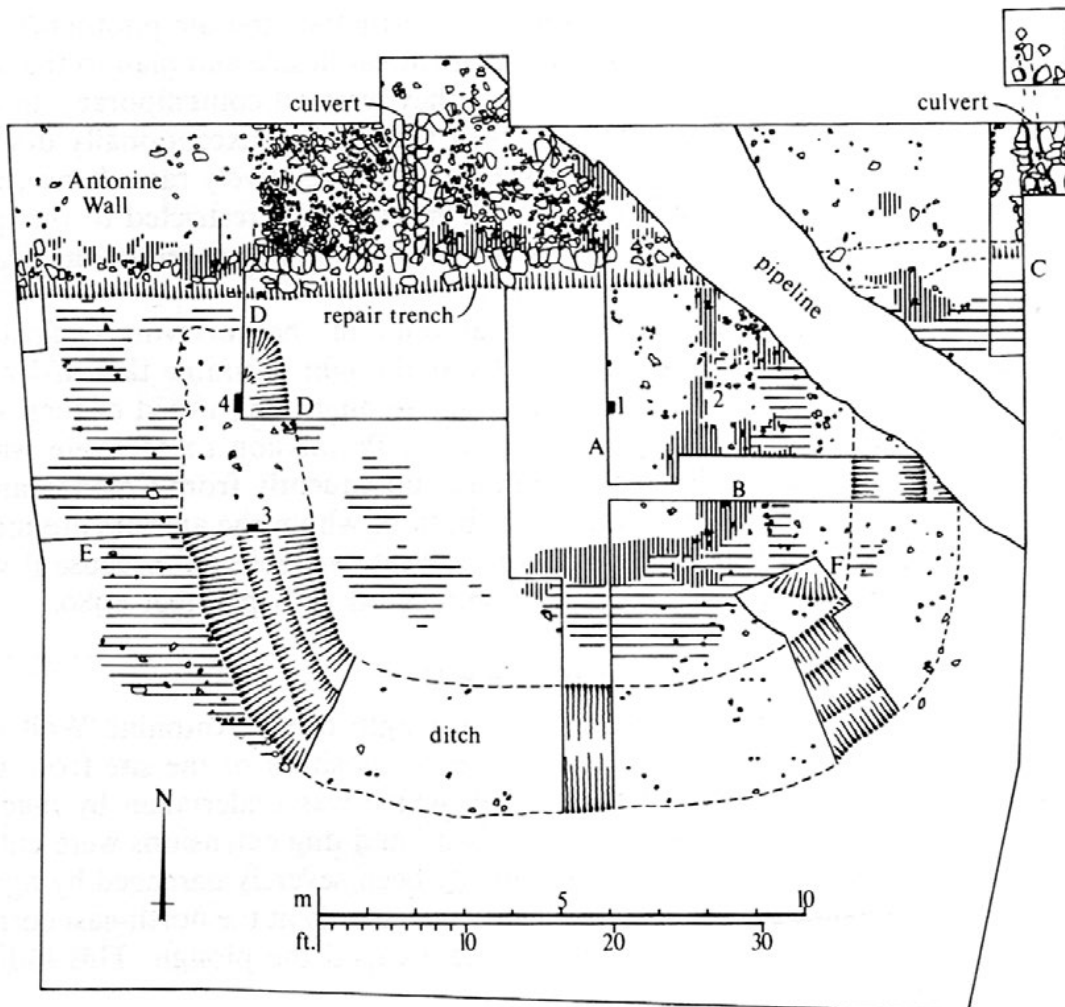 culvert
culvert
Antonine
Wall
pipeline
C
repair trench
D
4
D
1
2
A
B
3
E
F
ditch
N
m
5
10
ft.
10
20
30